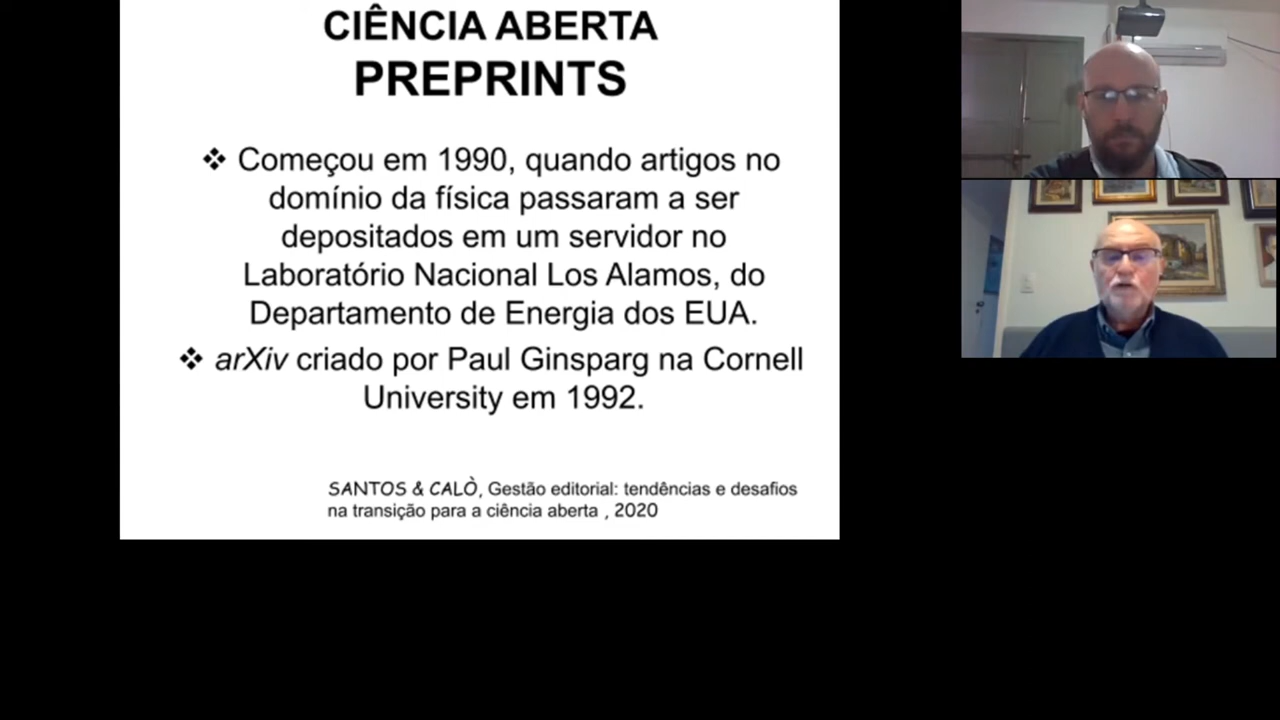 CIÊNCIA ABERTA
PREPRINTS
❖ Começou em 1990, quando artigos no
domínio da física passaram a ser
depositados em um servidor no
Laboratório Nacional Los Alamos, do
Departamento de Energia dos EUA.
❖ arXiv criado por Paul Ginsparg na Cornell
University em 1992.
SANTOS & CALÒ, Gestão editorial: tendências e desafios
na transição para a ciência aberta , 2020